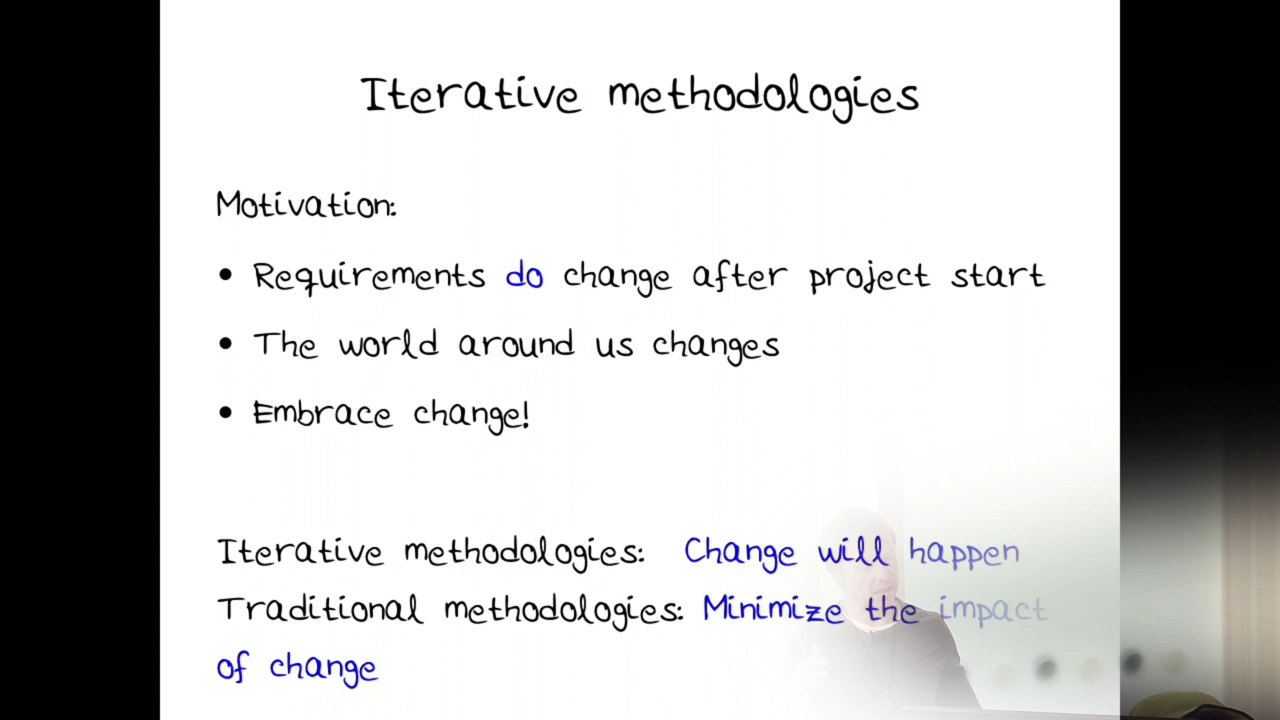 Iterative methodologies
Motivation:
• Requirements do change after project start
• The world around us changes
• Embrace change!
Iterative methodologies: Change will happen
Traditional methodologies: Minimize the impact
of change